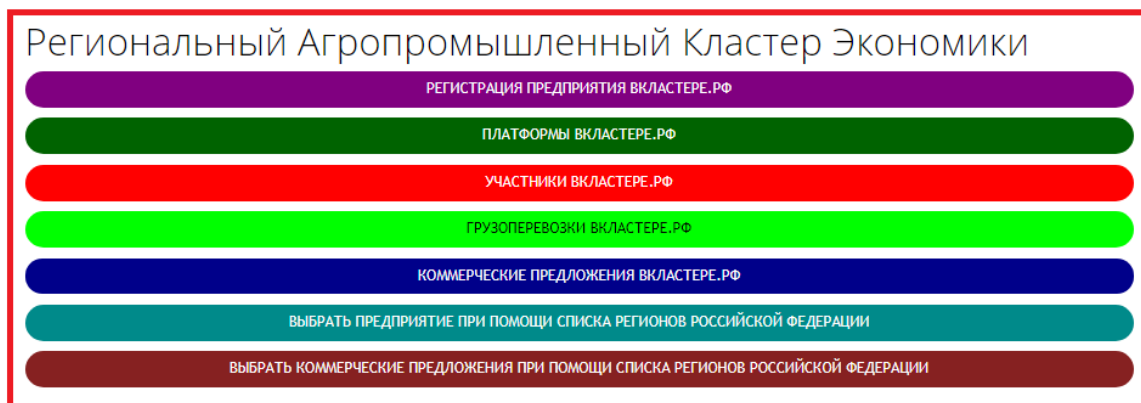 Региональный Агропромышленный Кластер Экономики
РЕГИСТРАЦИЯ ПРЕДПРИЯТИЯ ВКЛАСТЕРЕ.РФ
ПЛАТФОРМЫ ВКЛАСТЕРЕ.РФ
УЧАСТНИКИ ВКЛАСТЕРЕ.РФ
ГРУЗОПЕРЕВОЗКИ ВКЛАСТЕРЕ.РФ
КОММЕРЧЕСКИЕ ПРЕДЛОЖЕНИЯ ВКЛАСТЕРЕ.РФ
ВЫБРАТЬ ПРЕДПРИЯТИЕ ПРИ ПОМОЩИ СПИСКА РЕГИОНОВ РОССИЙСКОЙ ФЕДЕРАЦИИ
ВЫБРАТЬ КОММЕРЧЕСКИЕ ПРЕДЛОЖЕНИЯ ПРИ ПОМОЩИ СПИСКА РЕГИОНОВ РОССИЙСКОЙ ФЕДЕРАЦИИ